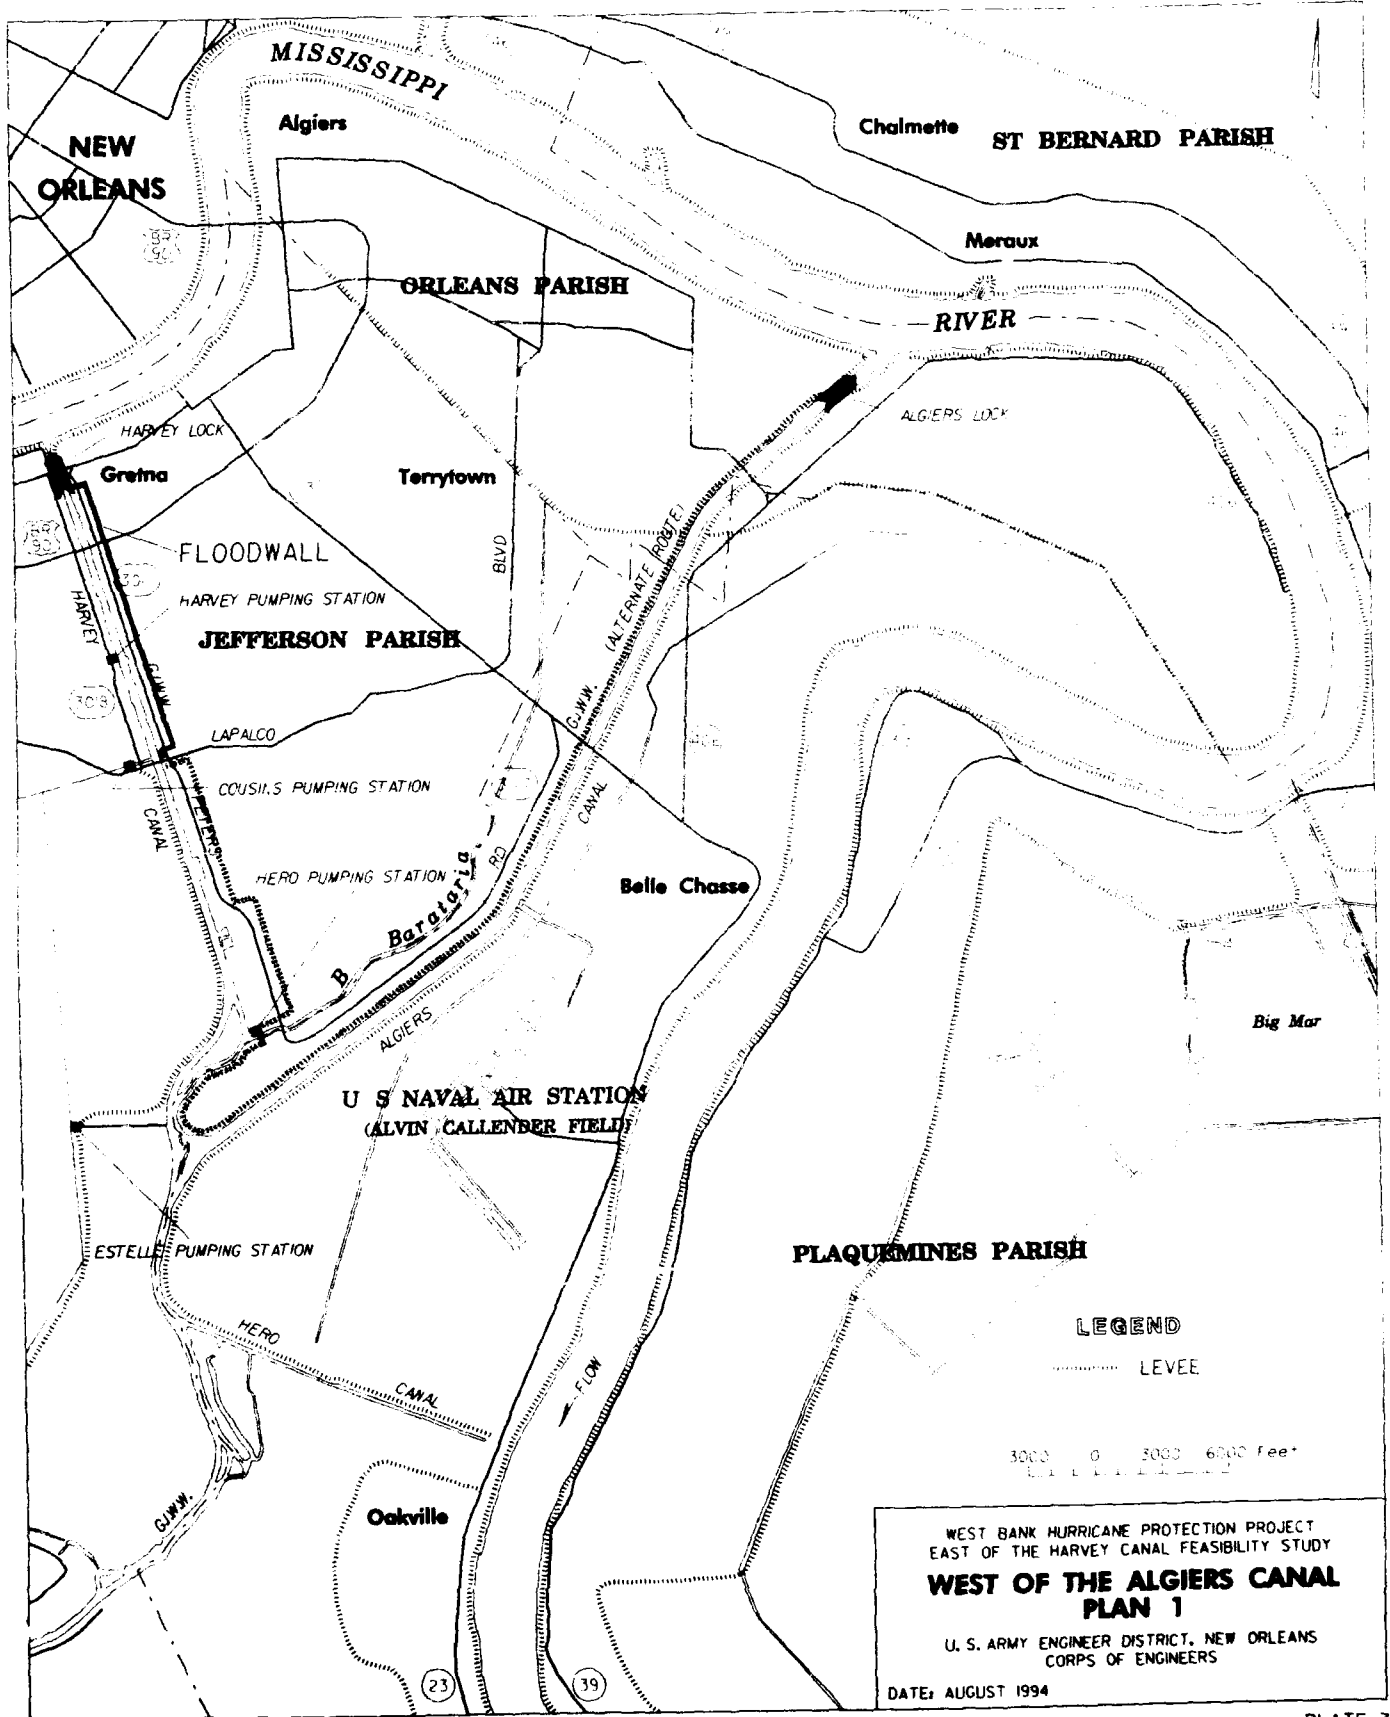 MISSISSIPPI
Algiers
Chalmette
ST BERNARD PARISH
NEW
ORLEANS
Meraux
ORLEANS PARISH
RIVER
ALGIERS LOCK
HARVEY LOCK
Gretna
Terrytown
FLOODWALL
BLVD
(ALTERNATE ROUTE)
HARVEY
HARVEY PUMPING STATION
JEFFERSON PARISH
G.I.W.W.
G.I.W.W.
LAPALCO
COUSINS PUMPING STATION
CANAL
PETERS
CANAL
HERO PUMPING STATION
RD
Belle Chasse
B Barataria
ALGIERS
Big Mar
U S NAVAL AIR STATION
(ALVIN CALLENDER FIELD)
ESTELLE PUMPING STATION
PLAQUEMINES PARISH
HERO
CANAL
FLOW
LEGEND
LEVEE
3000 0 3000 6000 Feet
G.I.W.W.
Oakville
23
39
WEST BANK HURRICANE PROTECTION PROJECT
EAST OF THE HARVEY CANAL FEASIBILITY STUDY
WEST OF THE ALGIERS CANAL
PLAN 1
U. S. ARMY ENGINEER DISTRICT, NEW ORLEANS
CORPS OF ENGINEERS
DATE: AUGUST 1994